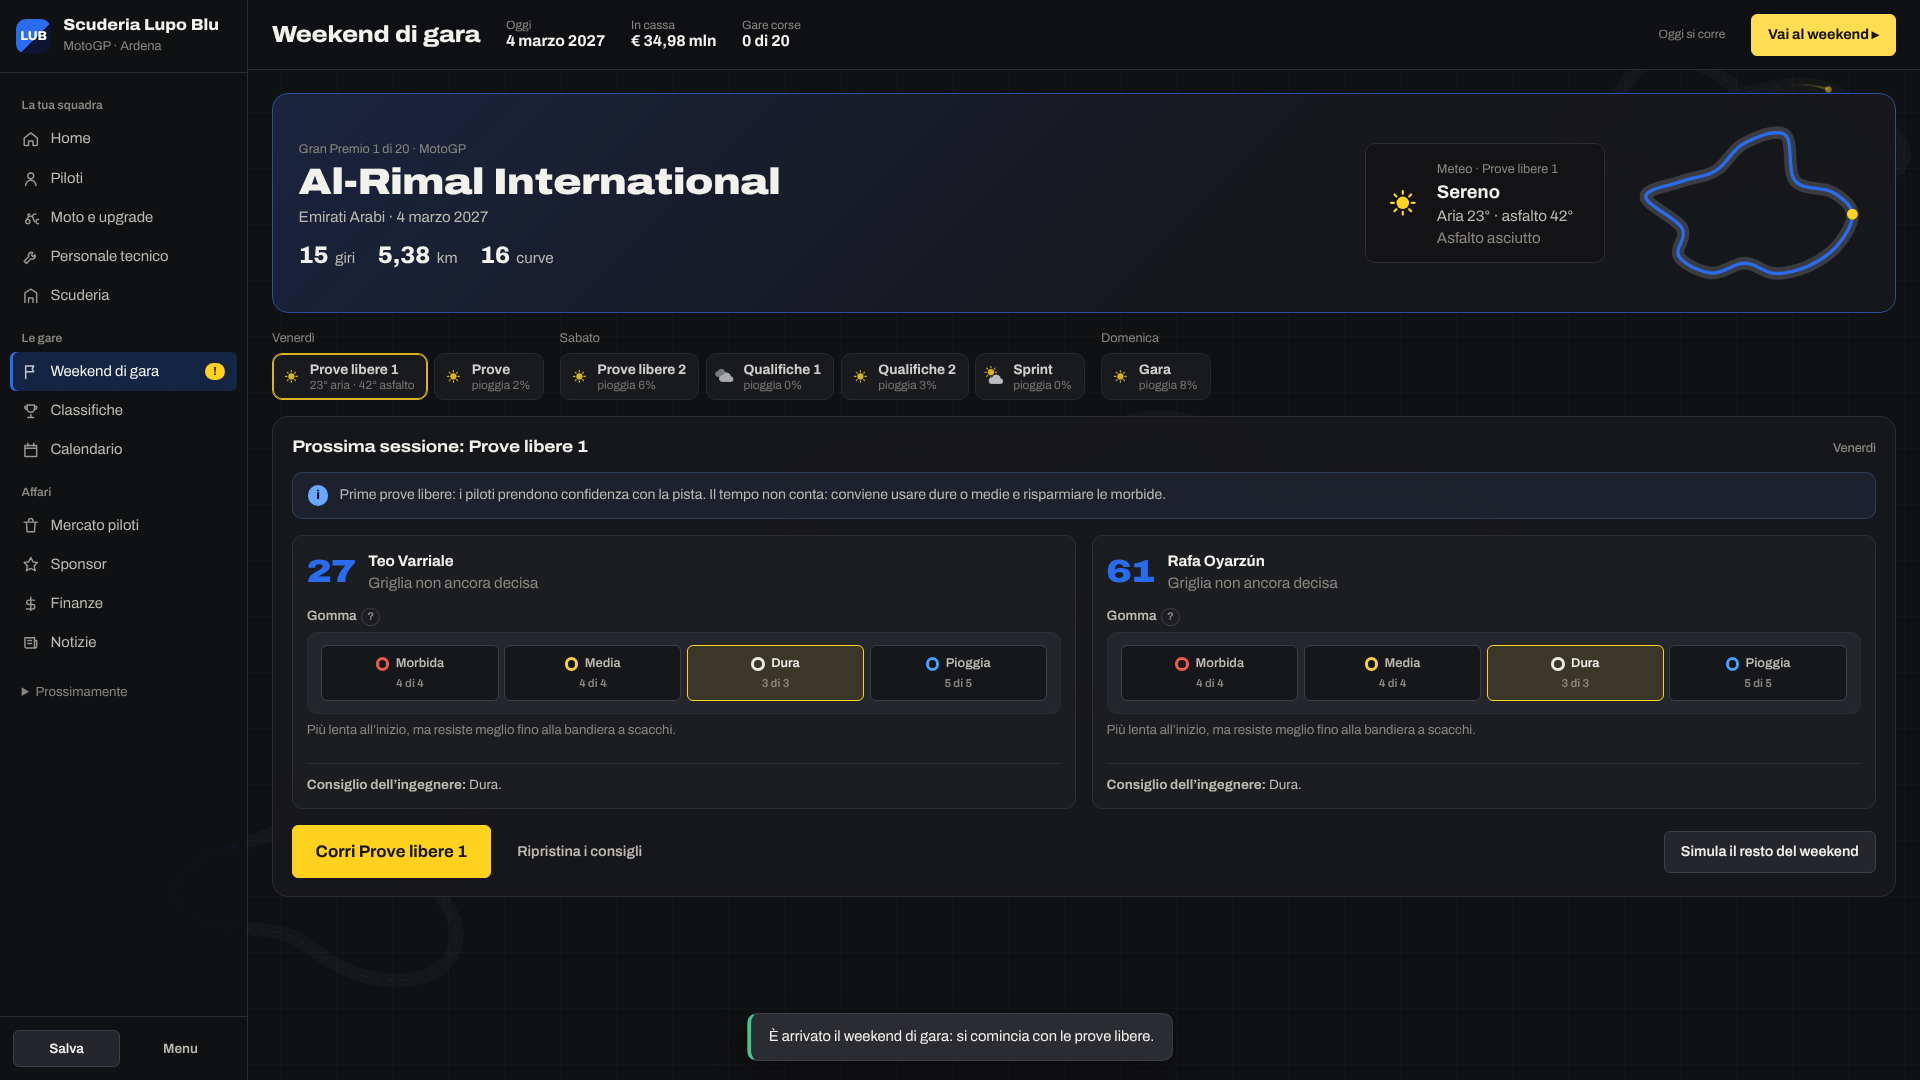 LUB
Scuderia Lupo Blu
MotoGP · Ardena
La tua squadra
Home
Piloti
Moto e upgrade
Personale tecnico
Scuderia
Le gare
Weekend di gara !
Classifiche
Calendario
Affari
Mercato piloti
Sponsor
Finanze
Notizie
▶ Prossimamente
Salva Menu
Weekend di gara
Oggi
4 marzo 2027
In cassa
€ 34,98 mln
Gare corse
0 di 20
Oggi si corre
Vai al weekend ▸
Gran Premio 1 di 20 · MotoGP
Al-Rimal International
Emirati Arabi · 4 marzo 2027
15 giri 5,38 km 16 curve
Meteo · Prove libere 1
Sereno
Aria 23° · asfalto 42°
Asfalto asciutto
Venerdì
Prove libere 1
23° aria · 42° asfalto
Prove
pioggia 2%
Sabato
Prove libere 2
pioggia 6%
Qualifiche 1
pioggia 0%
Qualifiche 2
pioggia 3%
Sprint
pioggia 0%
Domenica
Gara
pioggia 8%
Prossima sessione: Prove libere 1
Venerdì
i Prime prove libere: i piloti prendono confidenza con la pista. Il tempo non conta: conviene usare dure o medie e risparmiare le morbide.
27
Teo Varriale
Griglia non ancora decisa
Gomma ?
Morbida
4 di 4
Media
4 di 4
Dura
3 di 3
Pioggia
5 di 5
Più lenta all’inizio, ma resiste meglio fino alla bandiera a scacchi.
Consiglio dell’ingegnere: Dura.
61
Rafa Oyarzún
Griglia non ancora decisa
Gomma ?
Morbida
4 di 4
Media
4 di 4
Dura
3 di 3
Pioggia
5 di 5
Più lenta all’inizio, ma resiste meglio fino alla bandiera a scacchi.
Consiglio dell’ingegnere: Dura.
Corri Prove libere 1
Ripristina i consigli
Simula il resto del weekend
È arrivato il weekend di gara: si comincia con le prove libere.